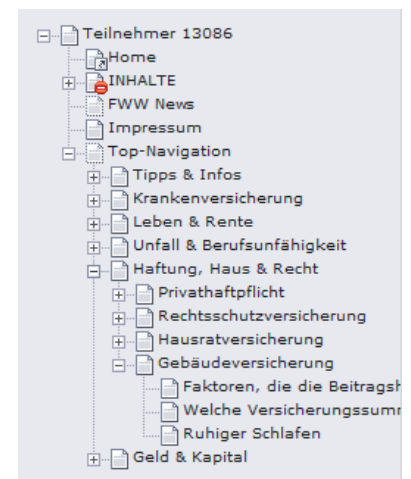 Teilnehmer 13086
Home
INHALTE
FWW News
Impressum
Top-Navigation
Tipps & Infos
Krankenversicherung
Leben & Rente
Unfall & Berufsunfähigkeit
Haftung, Haus & Recht
Privathaftpflicht
Rechtsschutzversicherung
Hausratversicherung
Gebäudeversicherung
Faktoren, die die Beitragsh
Welche Versicherungssumr
Ruhiger Schlafen
Geld & Kapital